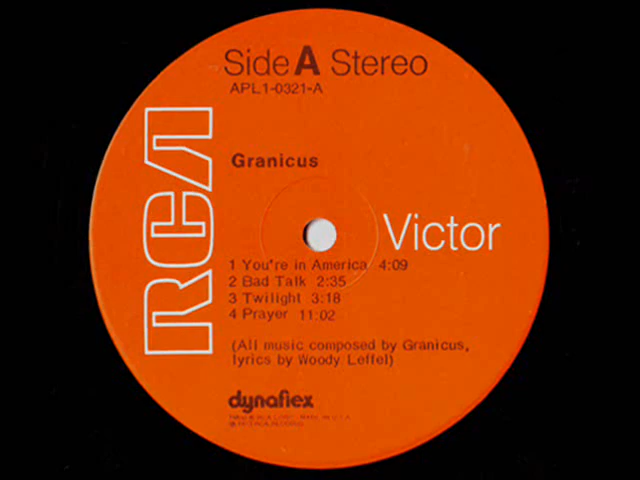 Side A Stereo
APL1-0321-A
RCA
Granicus
Victor
1 You're in America 4:09
2 Bad Talk 2:35
3 Twilight 3:18
4 Prayer 11:02
(All music composed by Granicus,
lyrics by Woody Leffel)
dynaflex